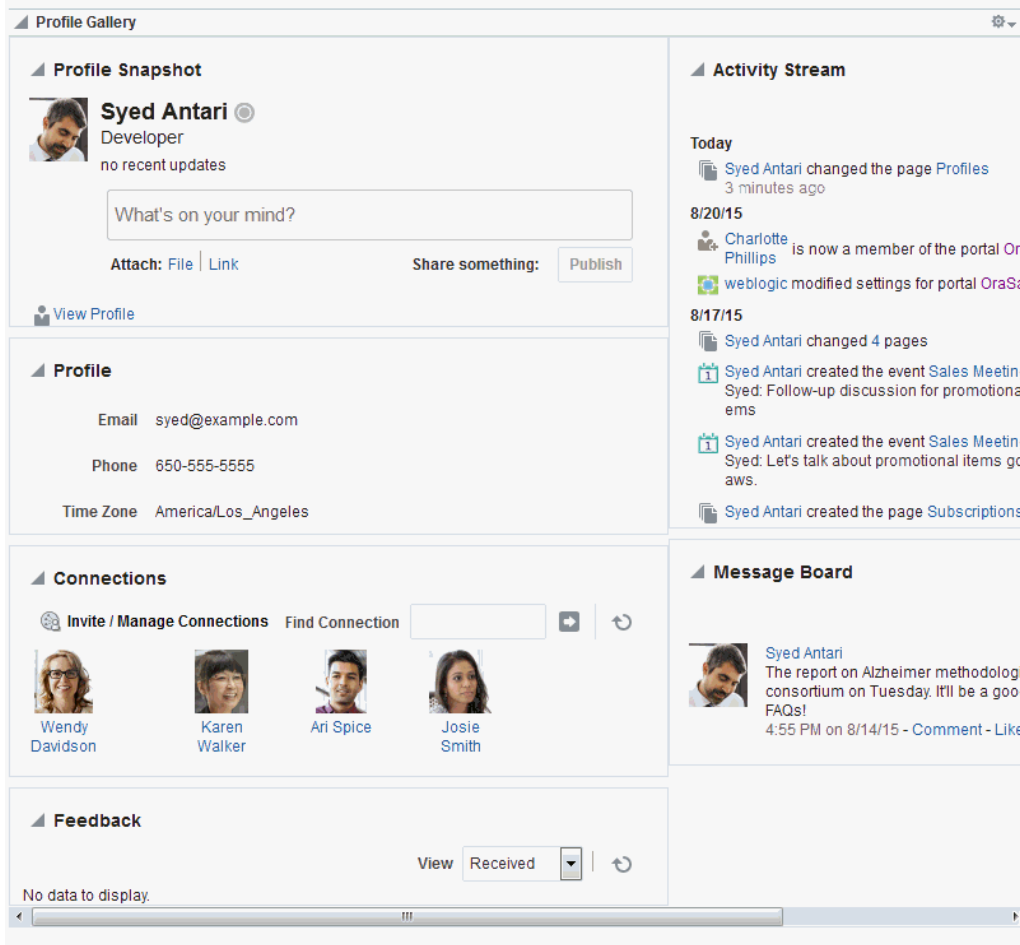 Profile Gallery
Profile Snapshot
Syed Antari
Developer
no recent updates
What's on your mind?
Attach: File Link Share something: Publish
View Profile
Profile
Email syed@example.com
Phone 650-555-5555
Time Zone America/Los_Angeles
Connections
Invite / Manage Connections Find Connection
Wendy Davidson
Karen Walker
Ari Spice
Josie Smith
Feedback
View Received
No data to display.
Activity Stream
Today
Syed Antari changed the page Profiles
3 minutes ago
8/20/15
Charlotte
Phillips is now a member of the portal
weblogic modified settings for portal
8/17/15
Syed Antari changed 4 pages
1
Syed Antari created the event Sales
Syed: Follow-up discussion for
ems
1
Syed Antari created the event Sales
Syed: Let's talk about promotional items
aws.
Syed Antari created the page Subscriptions
Message Board
Syed Antari
The report on Alzheimer
consortium on Tuesday. It'll be a
FAQs!
4:55 PM on 8/14/15 - Comment - Like